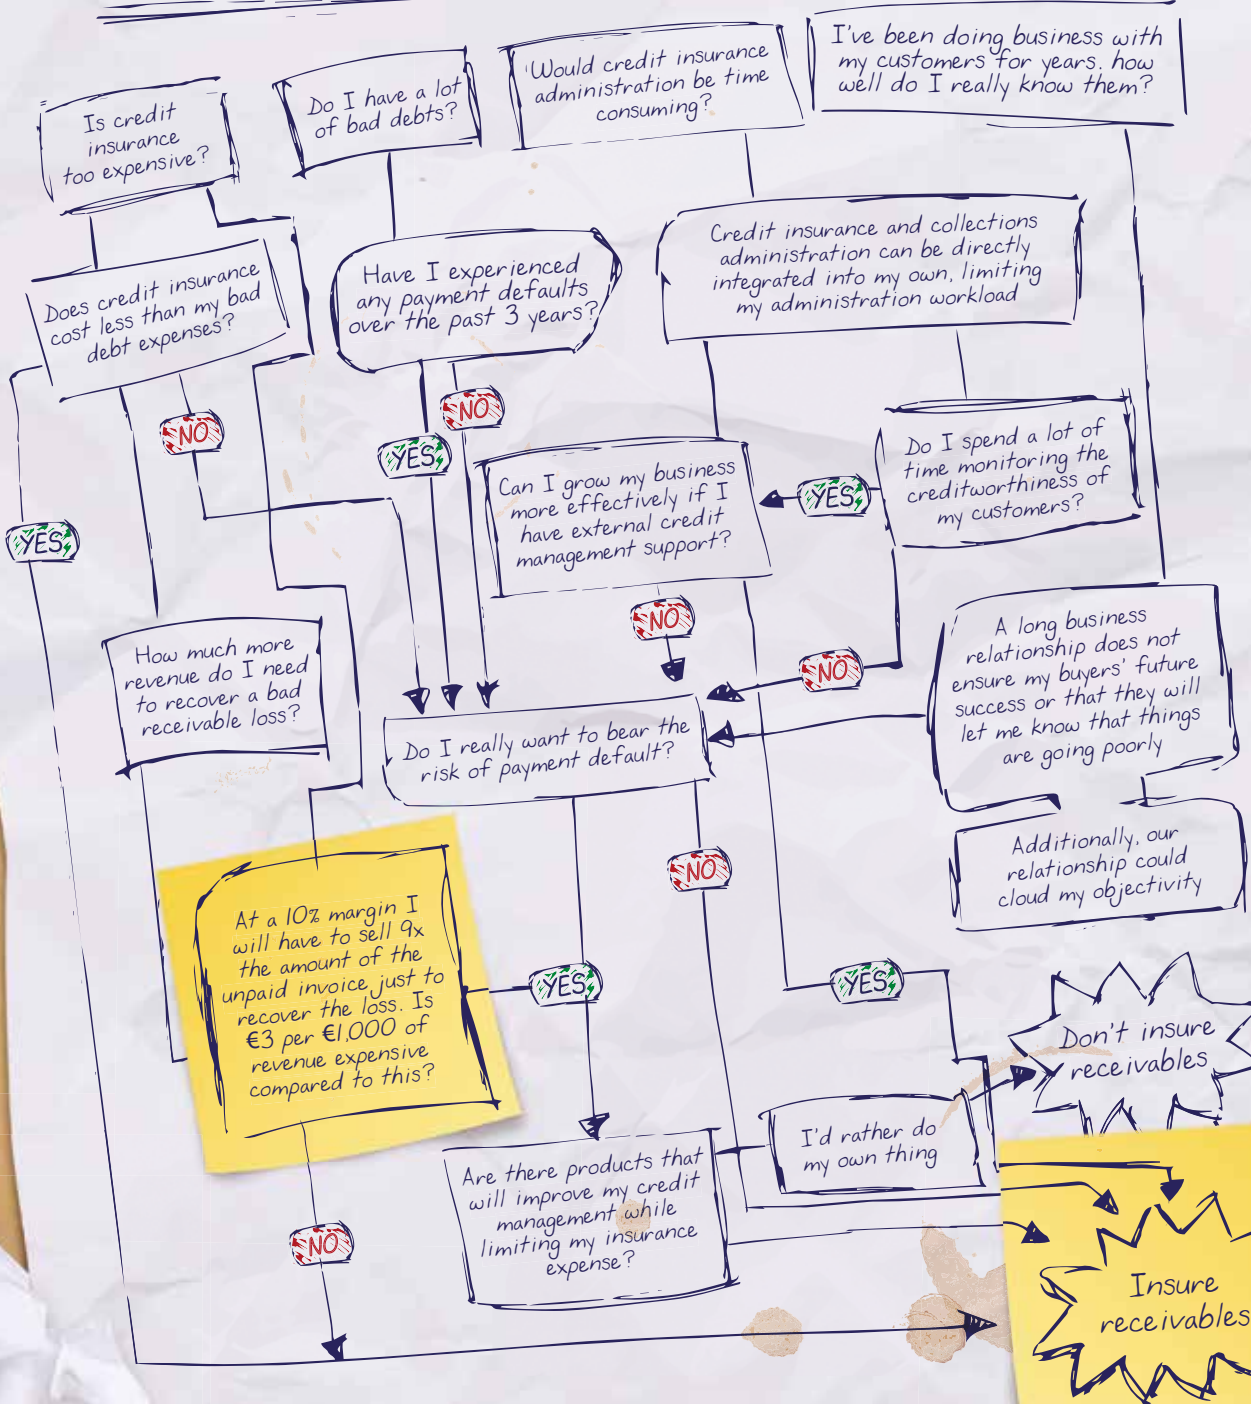 Is credit
insurance
too expensive?
Do I have a lot
of bad debts?
Would credit insurance
administration be time
consuming?
I've been doing business with
my customers for years. how
well do I really know them?
Does credit insurance
cost less than my bad
debt expenses?
Have I experienced
any payment defaults
over the past 3 years?
Credit insurance and collections
administration can be directly
integrated into my own, limiting
my administration workload
NO
NO
YES
Can I grow my business
more effectively if I
have external credit
management support?
YES
Do I spend a lot of
time monitoring the
creditworthiness of
my customers?
YES
How much more
revenue do I need
to recover a bad
receivable loss?
NO
NO
A long business
relationship does not
ensure my buyers' future
success or that they will
let me know that things
are going poorly
Do I really want to bear the
risk of payment default?
Additionally, our
relationship could
cloud my objectivity
NO
At a 10% margin I
will have to sell 9x
the amount of the
unpaid invoice just to
recover the loss. Is
€3 per €1,000 of
revenue expensive
compared to this?
YES
YES
Don't insure
receivables
I'd rather do
my own thing
Are there products that
will improve my credit
management while
limiting my insurance
expense?
NO
Insure
receivables